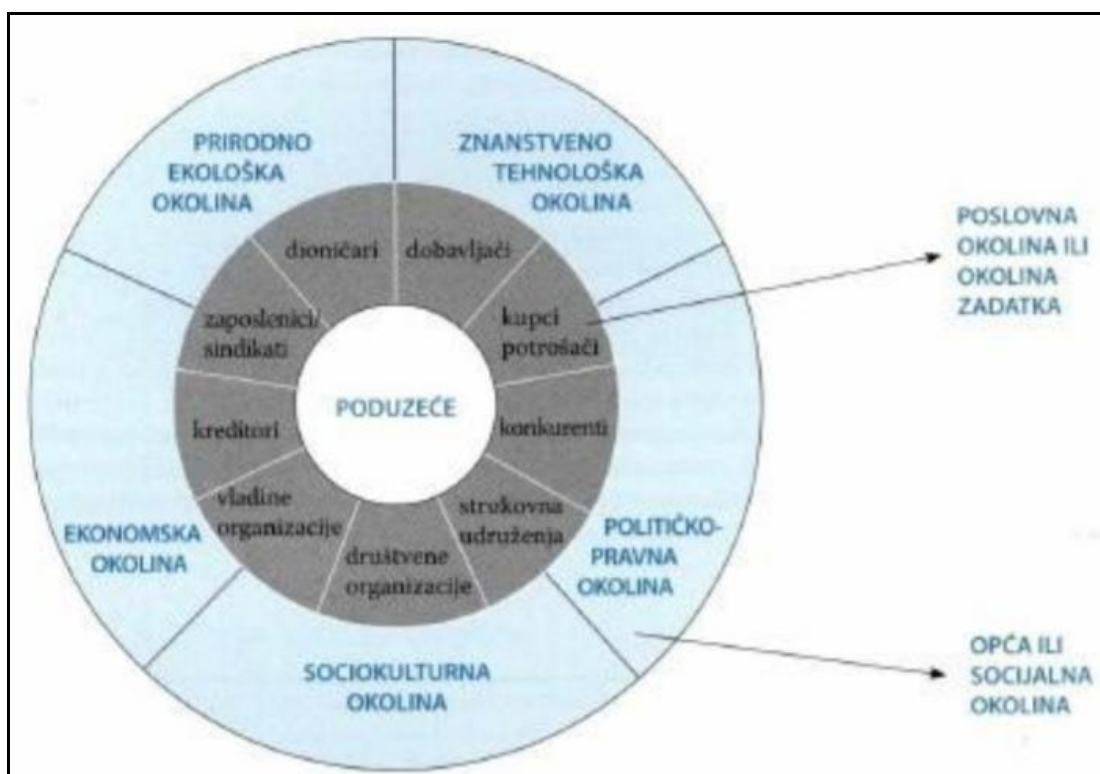 PRIRODNO
EKOLOŠKA
OKOLINA
ZNANSTVENO
TEHNOLOŠKA
OKOLINA
POSLOVNA
OKOLINA ILI
OKOLINA
ZADATKA
dioničari
dobavljači
zaposlenici/
sindikati
kupci
potrošači
PODUZEĆE
kreditori
konkurenti
vladine
organizacije
strukovna
udruženja
društvene
organizacije
EKONOMSKA
OKOLINA
POLITIČKO-
PRAVNA
OKOLINA
SOCIOKULTURNA
OKOLINA
OPĆA ILI
SOCIJALNA
OKOLINA